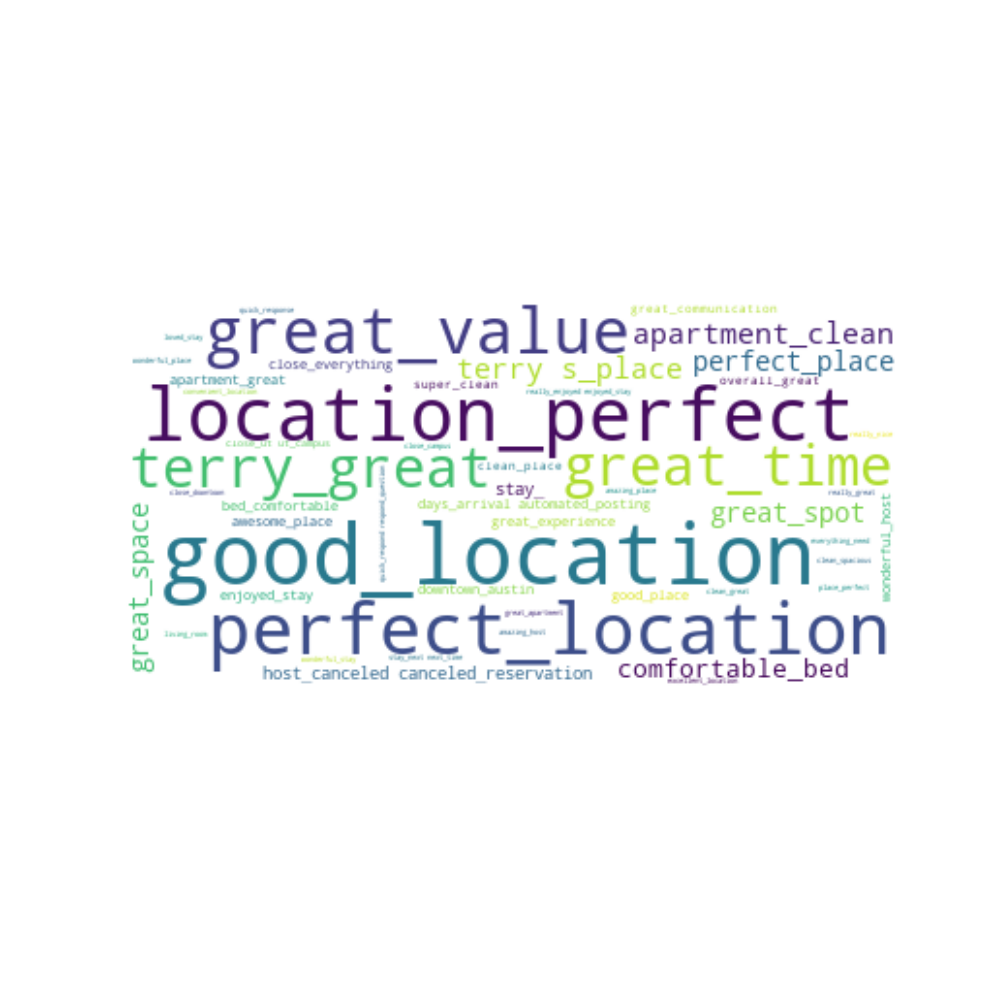 quick_response
great_communication
great_value
apartment_clean
loved_stay
wonderful_place
close_everything
terry s_place
perfect_place
apartment_great
super_clean
overall_great
convenient_location
really_enjoyed enjoyed_stay
location_perfect
really_nice
close_ut ut_campus
close_campus
terry_great
great_time
clean_place
close_downtown
stay_
amazing_place
really_great
bed_comfortable
days_arrival automated_posting
great_spot
awesome_place
great_experience
quick_respond respond_question
wonderful_host
great_space
good_location
everything_need
clean_spacious
enjoyed_stay
downtown_austin
good_place
clean_great
place_perfect
great_apartment
perfect_location
living_room
amazing_host
wonderful_stay
stay_next next_time
host_canceled canceled_reservation
comfortable_bed
excellent_location